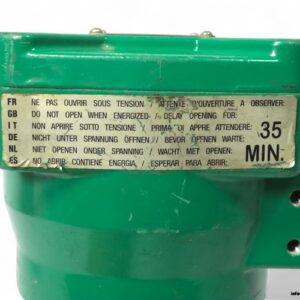 FR NE PAS OUVRIR SOUS TENSION / ATTENTE D'OUVERTURE A OBSERVER:
GB DO NOT OPEN WHEN ENERGIZED / DELAY OPENING FOR:
IT NON APRIRE SOTTO TENSIONE / PRIMA DI APPRIE ATTENDERE:
DE NICHT UNTER SPANNUNG ÖFFNEN // BEVOR ÖFFNEN WARTE:
NL NIET OPENEN ONDER SPANNING / WACHT MET OPENEN:
ES NO ABRIR, CONTIENE ENERGIA / ESPERAR PARA ABRIR:
35
MIN.